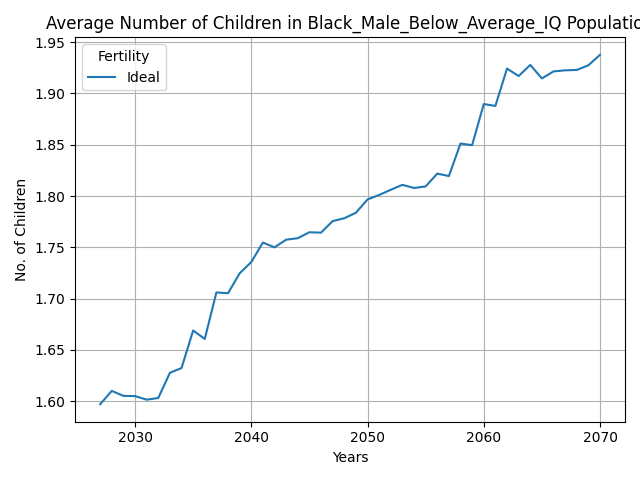 Average Number of Children in Black_Male_Below_Average_IQ Populatio
Fertility
Ideal
No. of Children
1.95
1.90
1.85
1.80
1.75
1.70
1.65
1.60
2030 2040 2050 2060 2070
Years